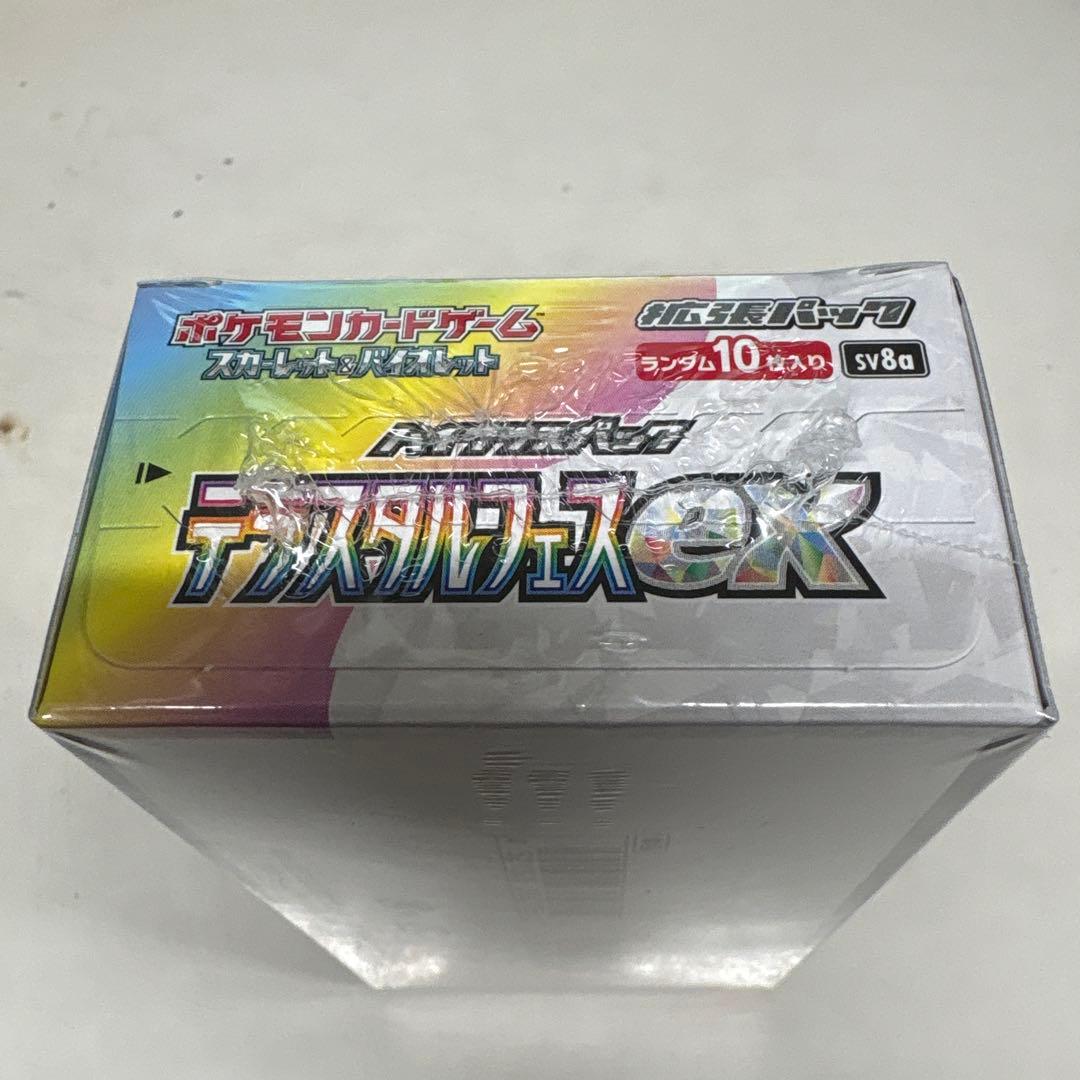 ポケモンカードゲーム™
スカーレット&バイオレット
拡張パック
ランダム10枚入り
sv8a
ハイクラスパック
テラスタルフェスex